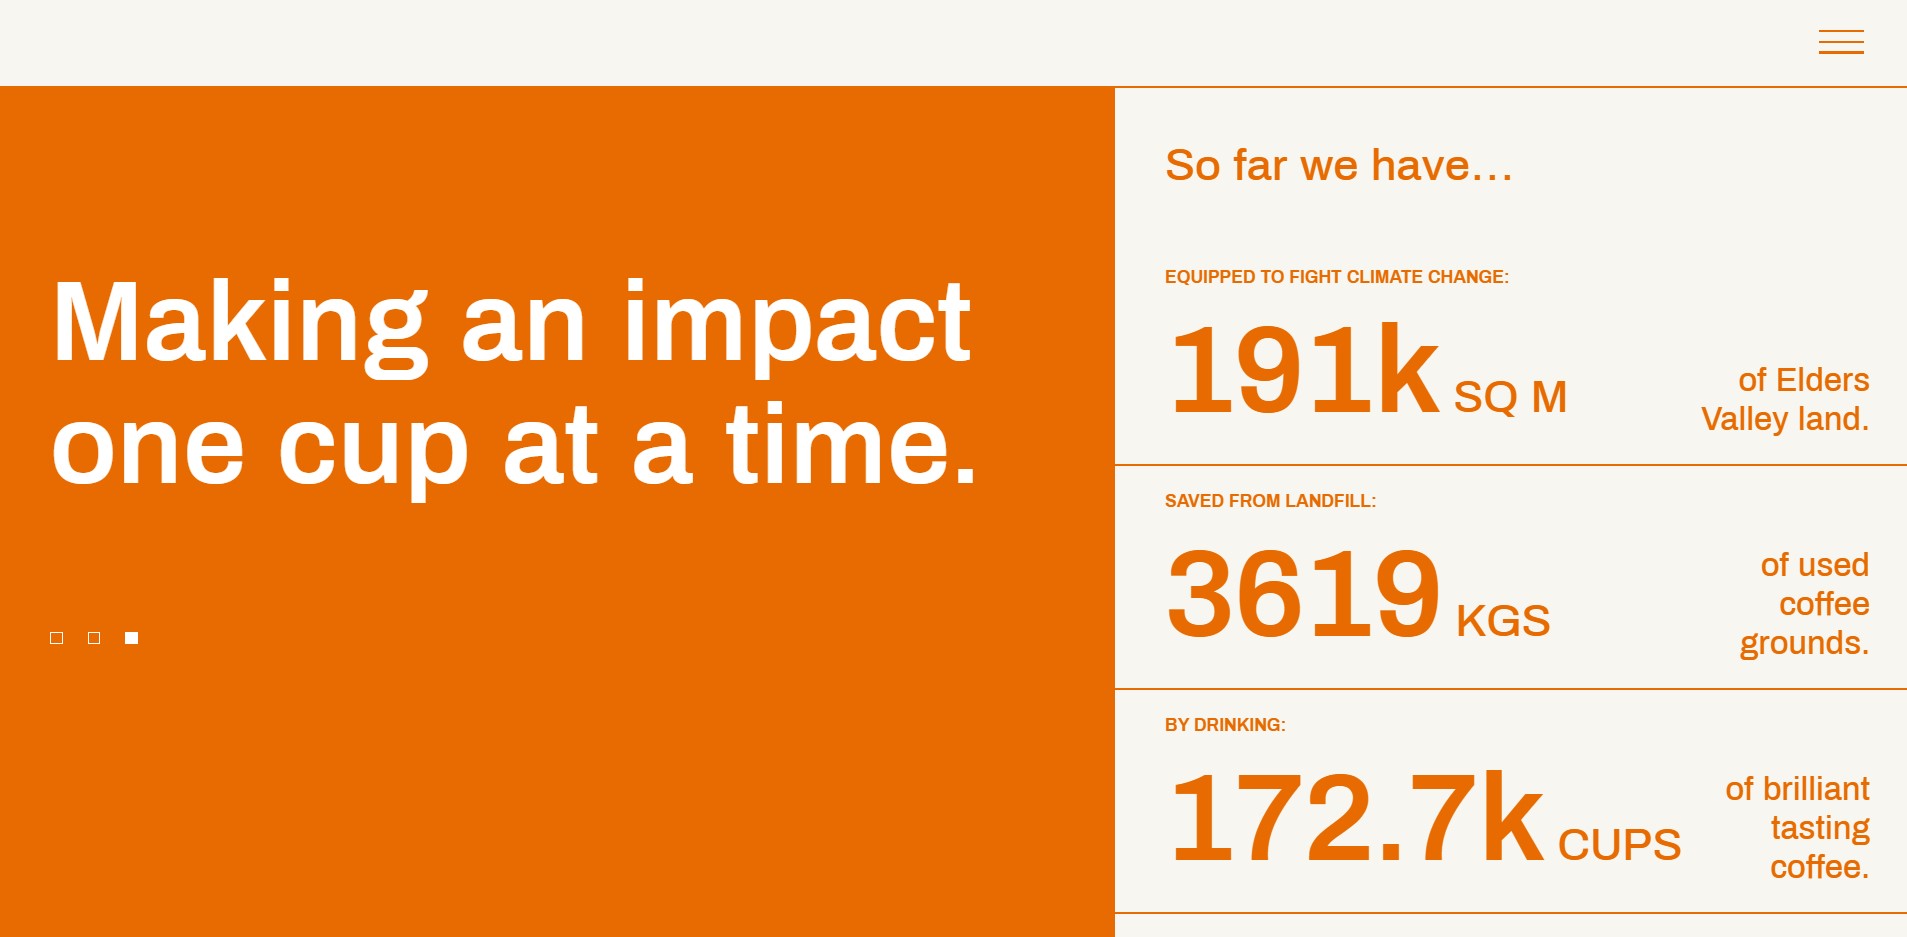 Making an impact
one cup at a time.
So far we have...
EQUIPPED TO FIGHT CLIMATE CHANGE:
191k SQ M
of Elders
Valley land.
SAVED FROM LANDFILL:
3619 KGS
of used
coffee
grounds.
BY DRINKING:
172.7k CUPS
of brilliant
tasting
coffee.